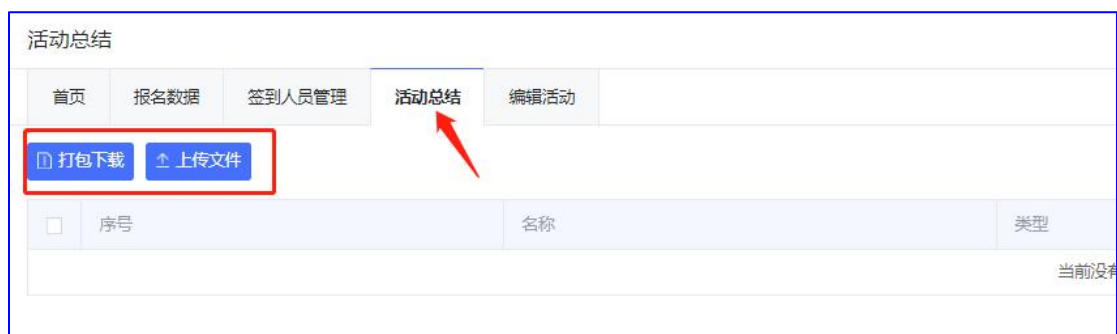 活动总结
首页 报名数据 签到人员管理 活动总结 编辑活动
打包下载 上传文件
序号 名称 类型
当前没有